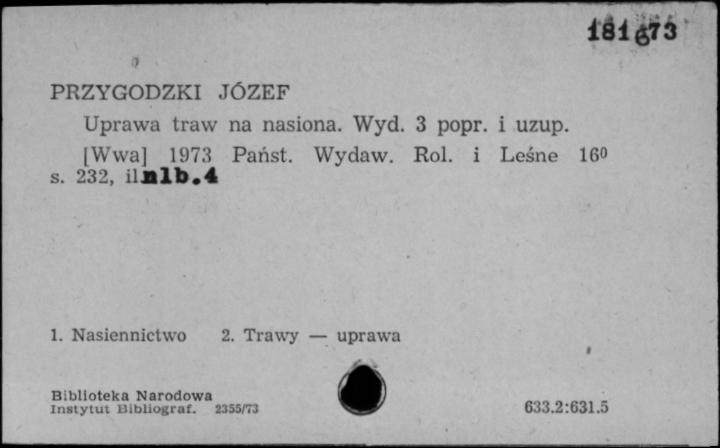 181673
PRZYGODZKI JÓZEF
Uprawa traw na nasiona. Wyd. 3 popr. i uzup.
[Wwa] 1973 Państ. Wydaw. Rol. i Leśne 16⁰
s. 232, il nlb.4
1. Nasiennictwo 2. Trawy — uprawa
Biblioteka Narodowa
Instytut Bibliograf. 2355/73
633.2:631.5